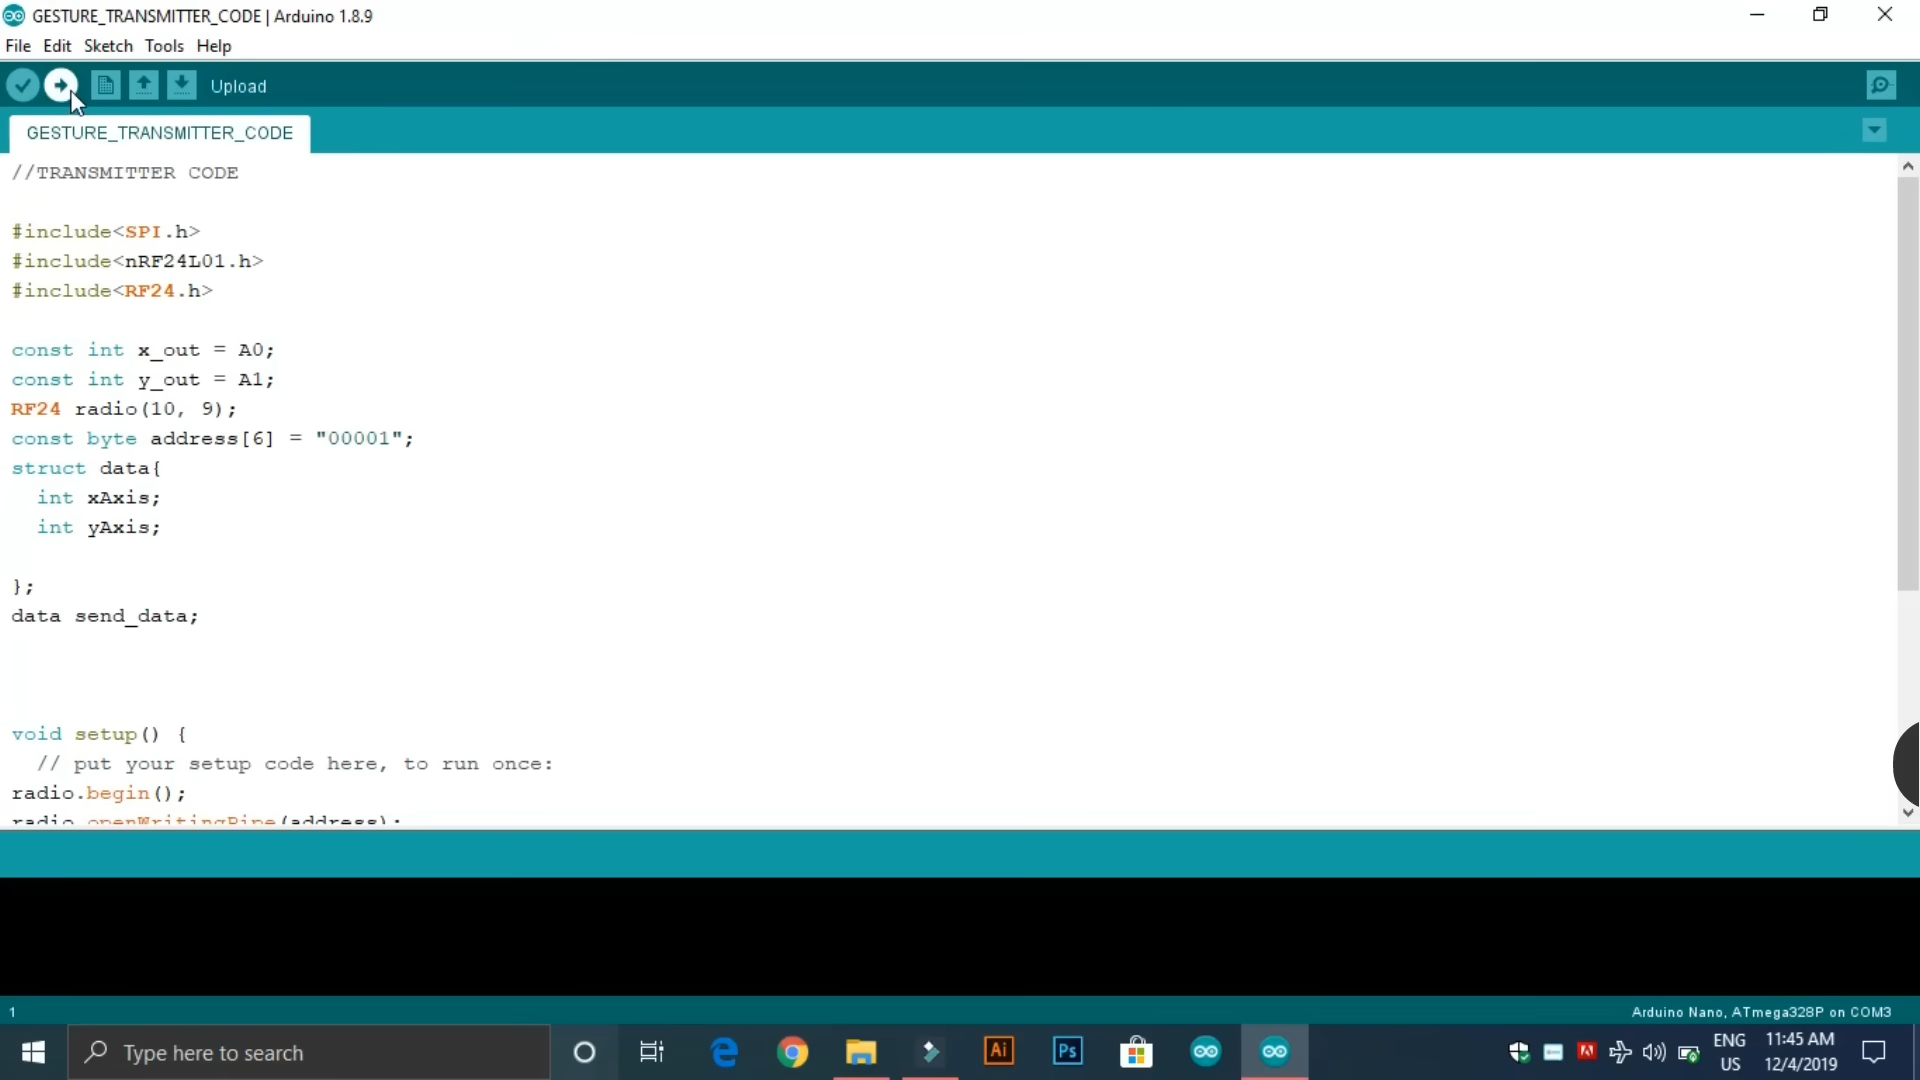 GESTURE_TRANSMITTER_CODE | Arduino 1.8.9
File Edit Sketch Tools Help
Upload
GESTURE_TRANSMITTER_CODE
//TRANSMITTER CODE
#include<SPI.h>
#include<nRF24L01.h>
#include<RF24.h>
const int x_out = A0;
const int y_out = A1;
RF24 radio(10, 9);
const byte address[6] = "00001";
struct data{
int xAxis;
int yAxis;
};
data send_data;
void setup() {
// put your setup code here, to run once:
radio.begin();
radio.openWritingPipe(address);
1
Arduino Nano, ATmega328P on COM3
Type here to search
Ai
Ps
ENG
US
11:45 AM
12/4/2019